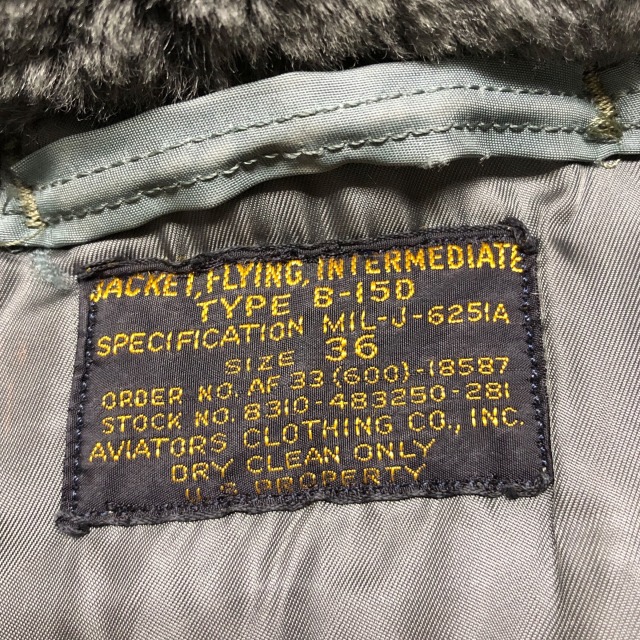 JACKET, FLYING, INTERMEDIATE
TYPE B-15D
SPECIFICATION MIL-J-6251A
SIZE 36
ORDER NO. AF 33 (600)-18587
STOCK NO. 8310-483250-281
AVIATORS CLOTHING CO., INC.
DRY CLEAN ONLY
U.S. PROPERTY